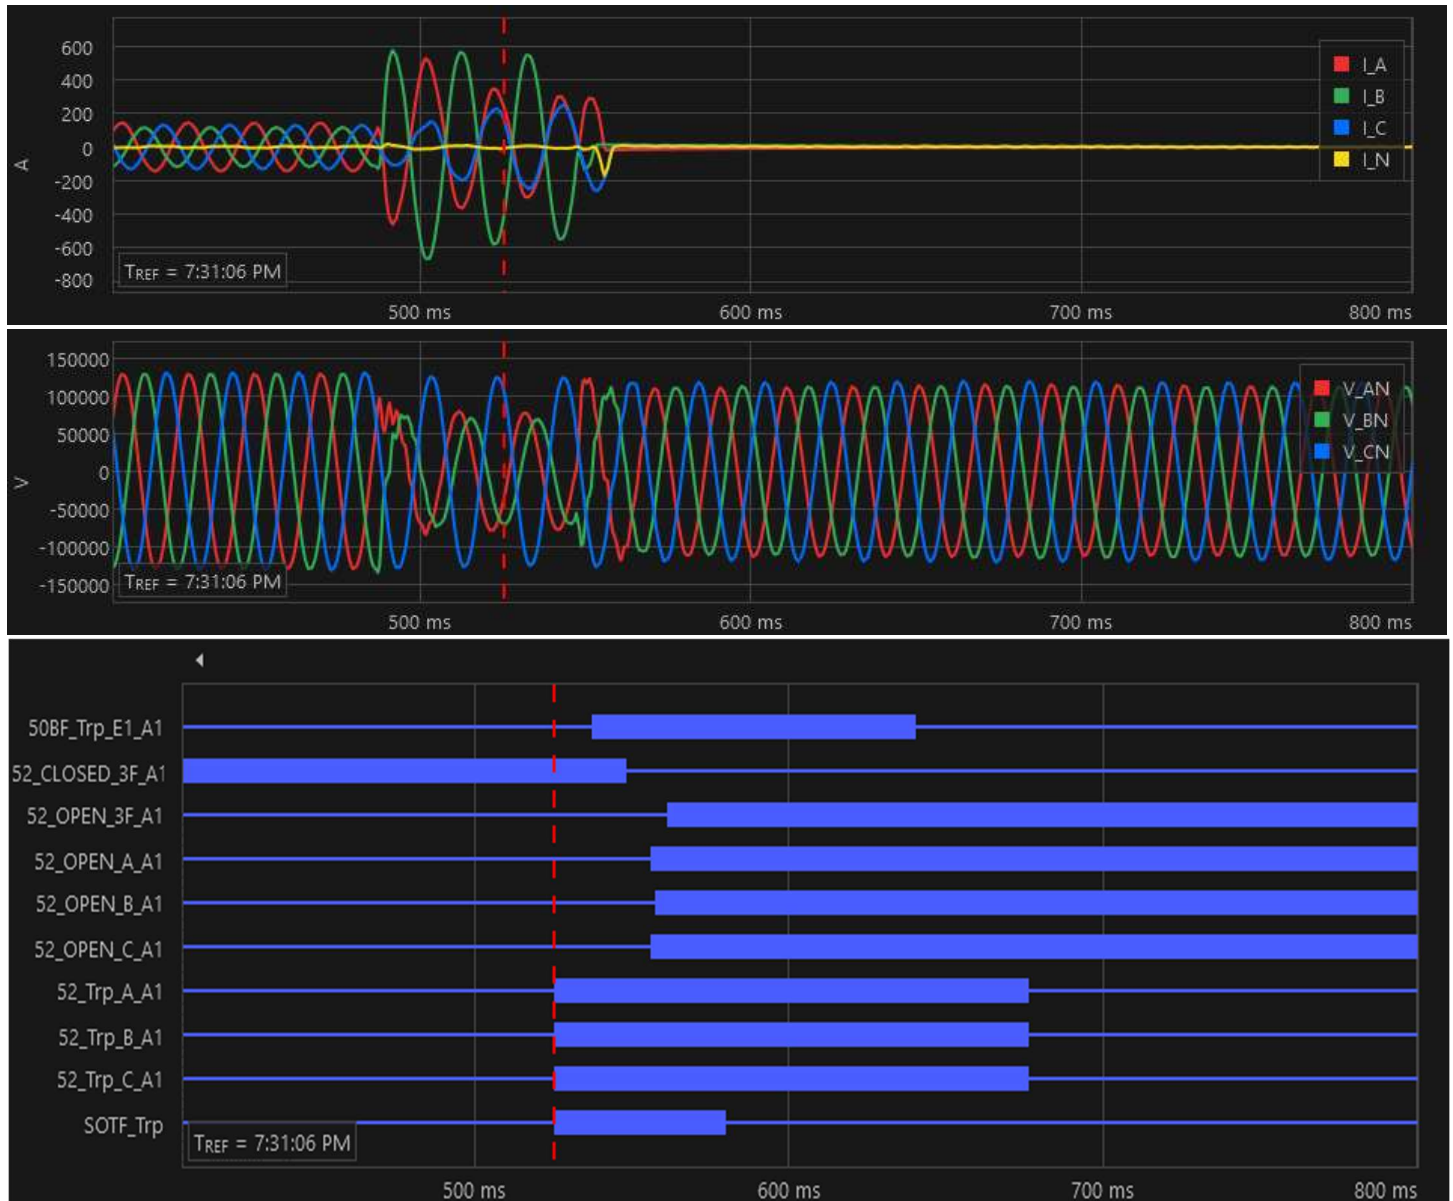 600
400
200
0
-200
-400
-600
-800
A
I_A
I_B
I_C
I_N
TREF = 7:31:06 PM
500 ms
600 ms
700 ms
800 ms
150000
100000
50000
0
-50000
-100000
-150000
V
V_AN
V_BN
V_CN
TREF = 7:31:06 PM
500 ms
600 ms
700 ms
800 ms
50BF_Trp_E1_A1
52_CLOSED_3F_A1
52_OPEN_3F_A1
52_OPEN_A_A1
52_OPEN_B_A1
52_OPEN_C_A1
52_Trp_A_A1
52_Trp_B_A1
52_Trp_C_A1
SOTF_Trp
TREF = 7:31:06 PM
500 ms
600 ms
700 ms
800 ms